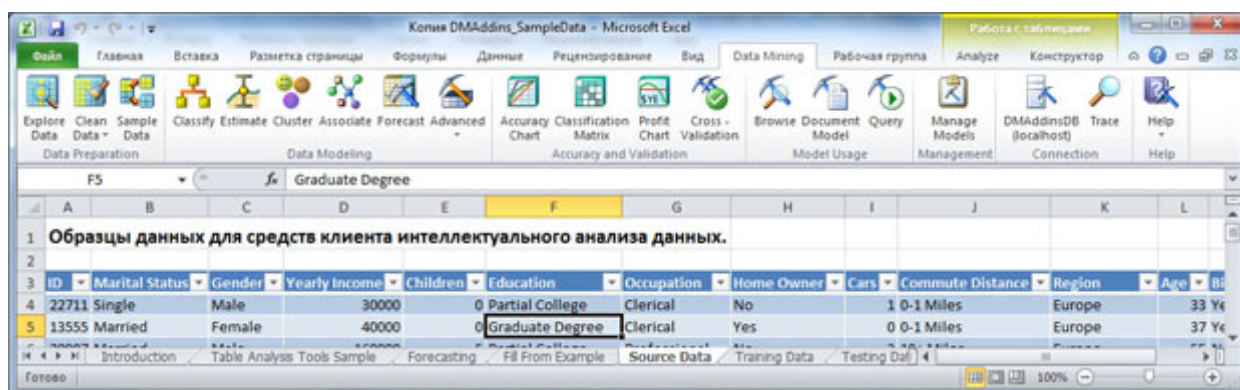 Копия DMAddins_SampleData - Microsoft Excel Работа с таблицами
Файл Главная Вставка Разметка страницы Формулы Данные Рецензирование Вид Data Mining Рабочая группа Analyze Конструктор
Explore Data Clean Data Sample Data Classify Estimate Cluster Associate Forecast Advanced Accuracy Chart Classification Matrix Profit Chart Cross-Validation Browse Document Model Query Manage Models DMAddinsDB (localhost) Trace Help
Data Preparation Data Modeling Accuracy and Validation Model Usage Management Connection Help
F5 fx Graduate Degree
A B C D E F G H I J K L
1 Образцы данных для средств клиента интеллектуального анализа данных.
2
3 ID Marital Status Gender Yearly Income Children Education Occupation Home Owner Cars Commute Distance Region Age Bi
4 22711 Single Male 30000 0 Partial College Clerical No 1 0-1 Miles Europe 33 Ye
5 13555 Married Female 40000 0 Graduate Degree Clerical Yes 0 0-1 Miles Europe 37 Ye
Introduction Table Analysis Tools Sample Forecasting Fill From Example Source Data Training Data Testing Dat
Готово 100%